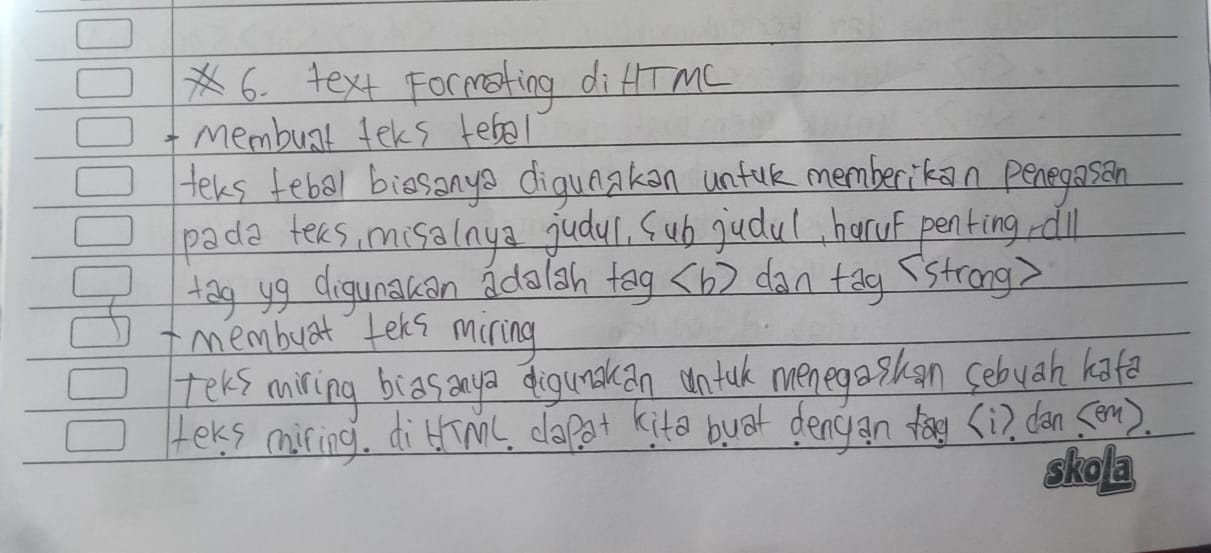 * 6. text Formating di HTML
+ membuat teks tebal
teks tebal biasanya digunakan untuk memberikan penegasan
pada teks, misalnya judul, sub judul, huruf penting, dll
tag yg digunakan adalah tag <b> dan tag <strong>
+ membuat teks miring
teks miring biasanya digunakan untuk menegaskan sebuah kata
teks miring. di HTML dapat kita buat dengan tag <i> dan <em>.
skola